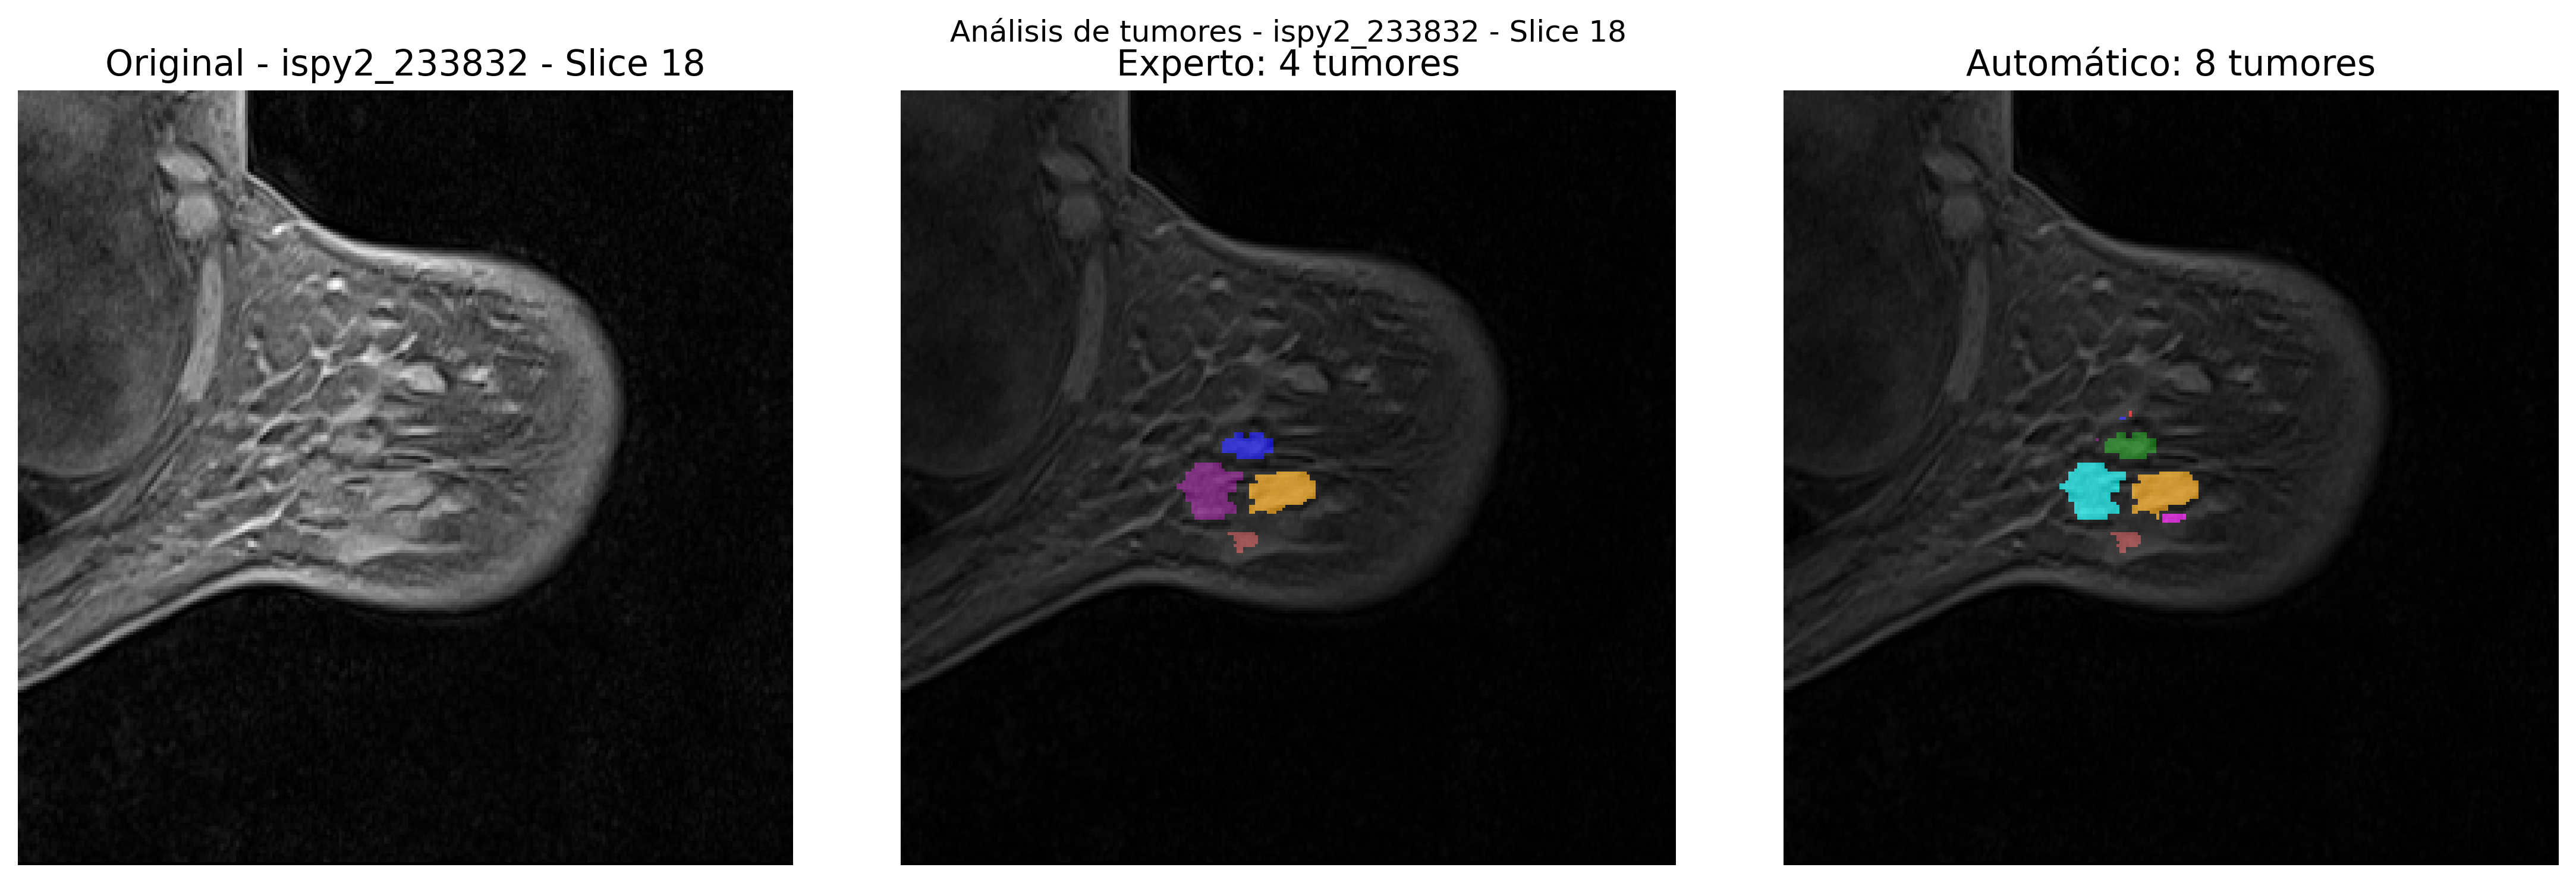 Análisis de tumores - ispy2_233832 - Slice 18
Original - ispy2_233832 - Slice 18
Experto: 4 tumores
Automático: 8 tumores